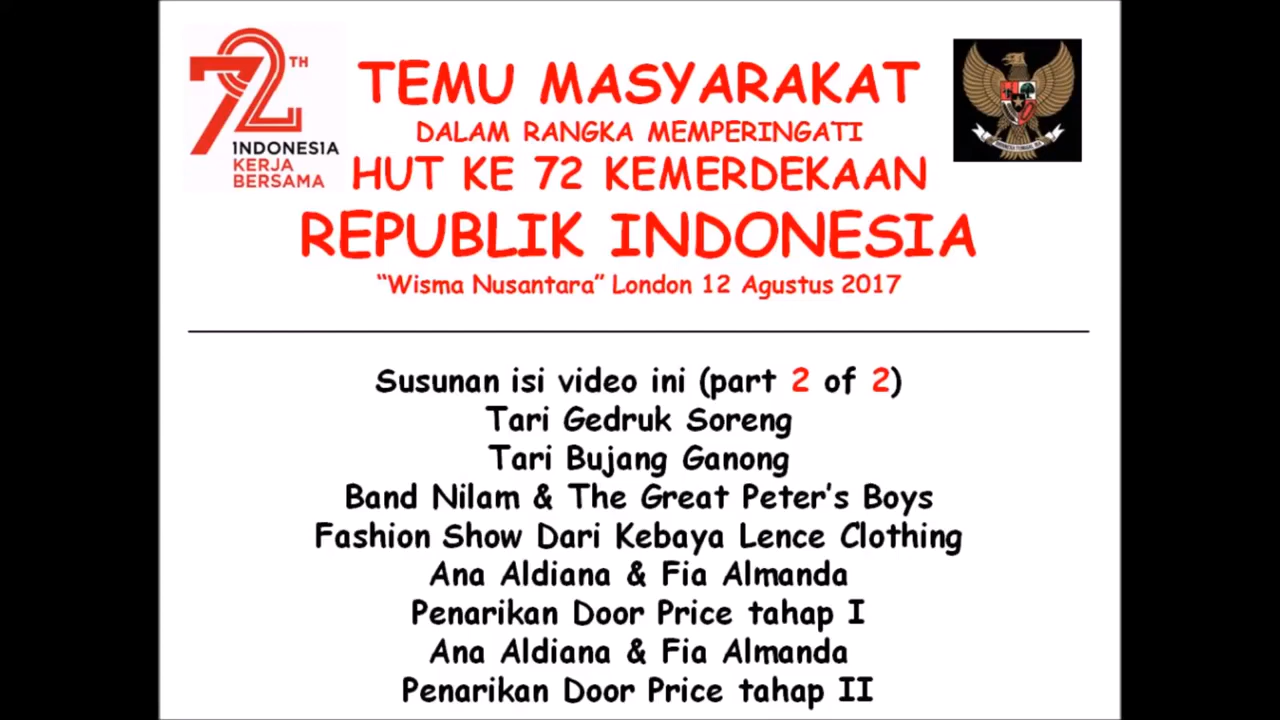 72TH
INDONESIA
KERJA
BERSAMA
TEMU MASYARAKAT
DALAM RANGKA MEMPERINGATI
HUT KE 72 KEMERDEKAAN
REPUBLIK INDONESIA
“Wisma Nusantara” London 12 Agustus 2017
Susunan isi video ini (part 2 of 2)
Tari Gedruk Soreng
Tari Bujang Ganong
Band Nilam & The Great Peter’s Boys
Fashion Show Dari Kebaya Lence Clothing
Ana Aldiana & Fia Almanda
Penarikan Door Price tahap I
Ana Aldiana & Fia Almanda
Penarikan Door Price tahap II